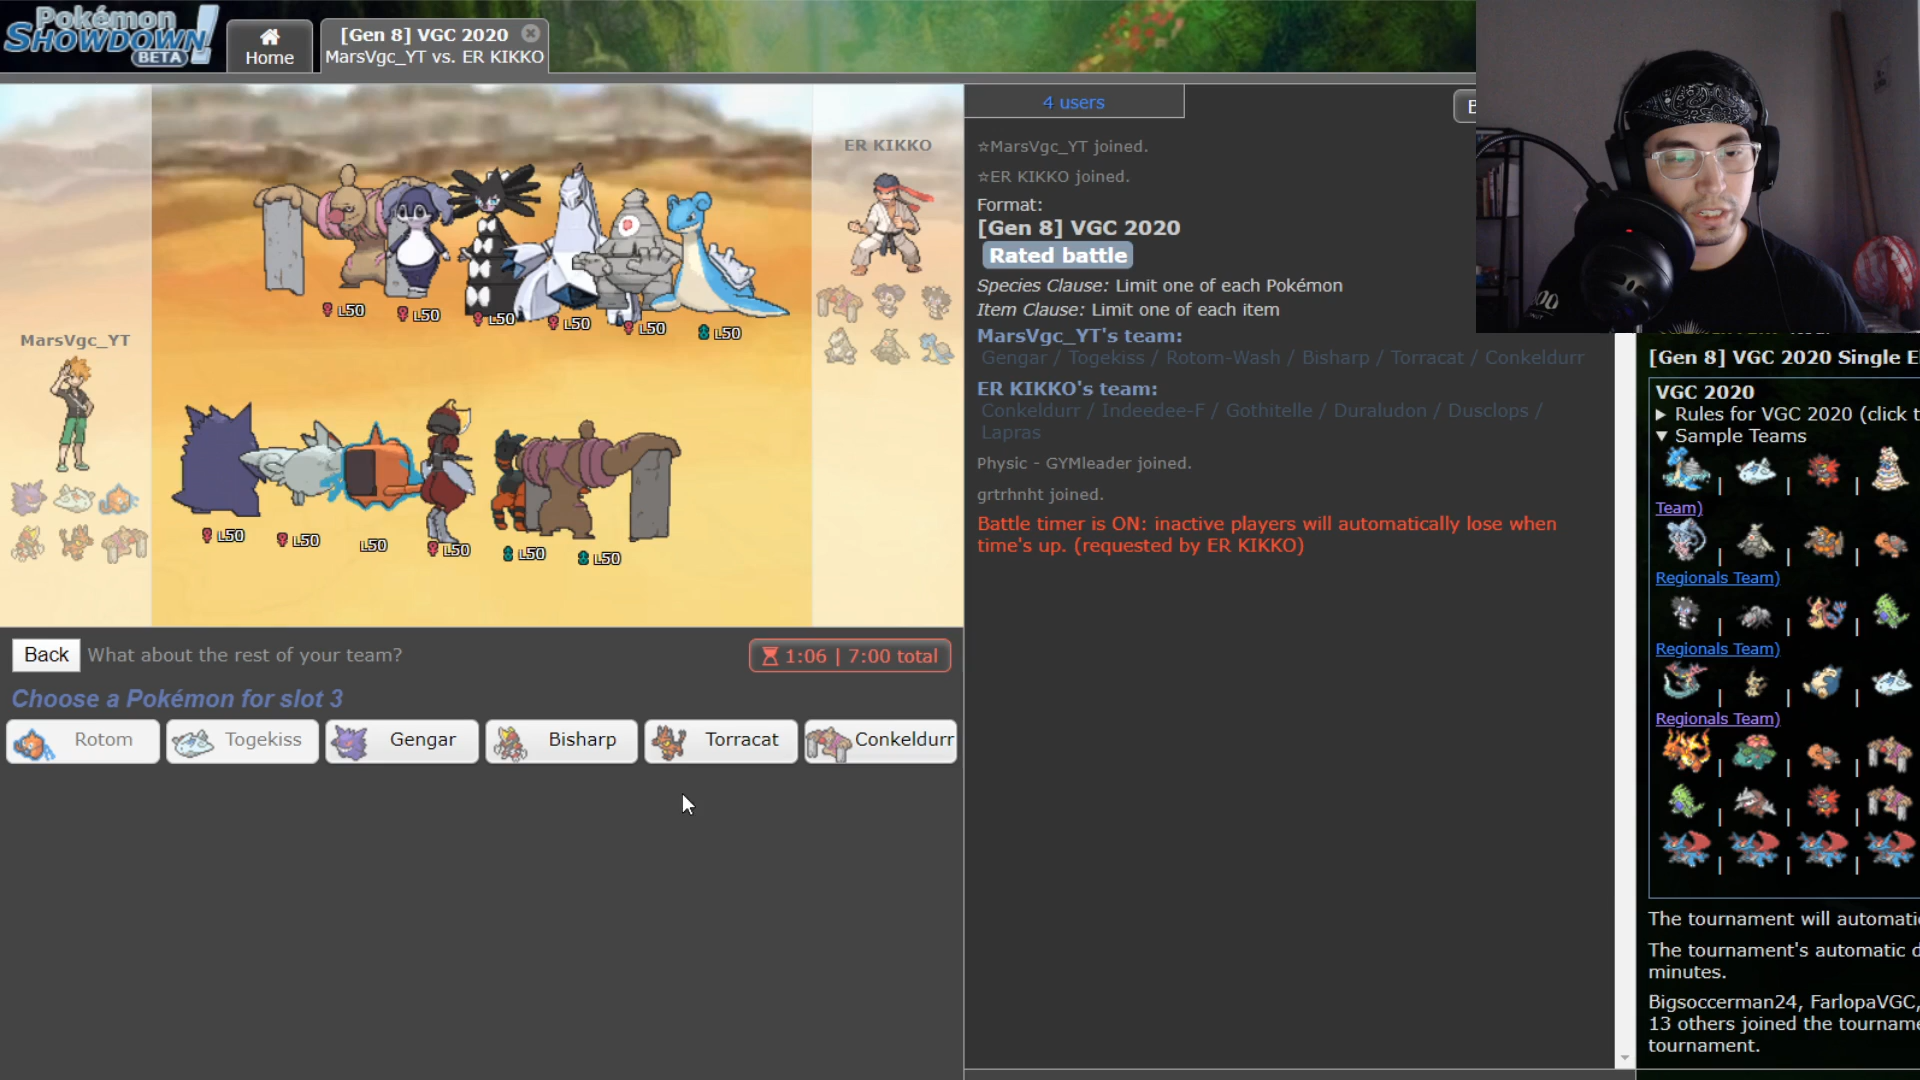 Pokémon
SHOWDOWN!
BETA
Home
[Gen 8] VGC 2020
MarsVgc_YT vs. ER KIKKO
4 users
ER KIKKO
☆MarsVgc_YT joined.
☆ER KIKKO joined.
Format:
[Gen 8] VGC 2020
Rated battle
Species Clause: Limit one of each Pokémon
Item Clause: Limit one of each item
MarsVgc_YT's team:
Gengar / Togekiss / Rotom-Wash / Bisharp / Torracat / Conkeldurr
ER KIKKO's team:
Conkeldurr / Indeedee-F / Gothitelle / Duraludon / Dusclops /
Lapras
Physic - GYMleader joined.
grtrhnht joined.
Battle timer is ON: inactive players will automatically lose when
time's up. (requested by ER KIKKO)
L50
L50
L50
L50
L50
L50
MarsVgc_YT
L50
L50
L50
L50
L50
L50
Back
What about the rest of your team?
1:06 | 7:00 total
Choose a Pokémon for slot 3
Rotom
Togekiss
Gengar
Bisharp
Torracat
Conkeldurr
[Gen 8] VGC 2020 Single E
VGC 2020
► Rules for VGC 2020 (click t
▼ Sample Teams
Team)
Regionals Team)
Regionals Team)
Regionals Team)
The tournament will automati
The tournament's automatic d
minutes.
Bigsoccerman24, FarlopaVGC,
13 others joined the tourname
tournament.